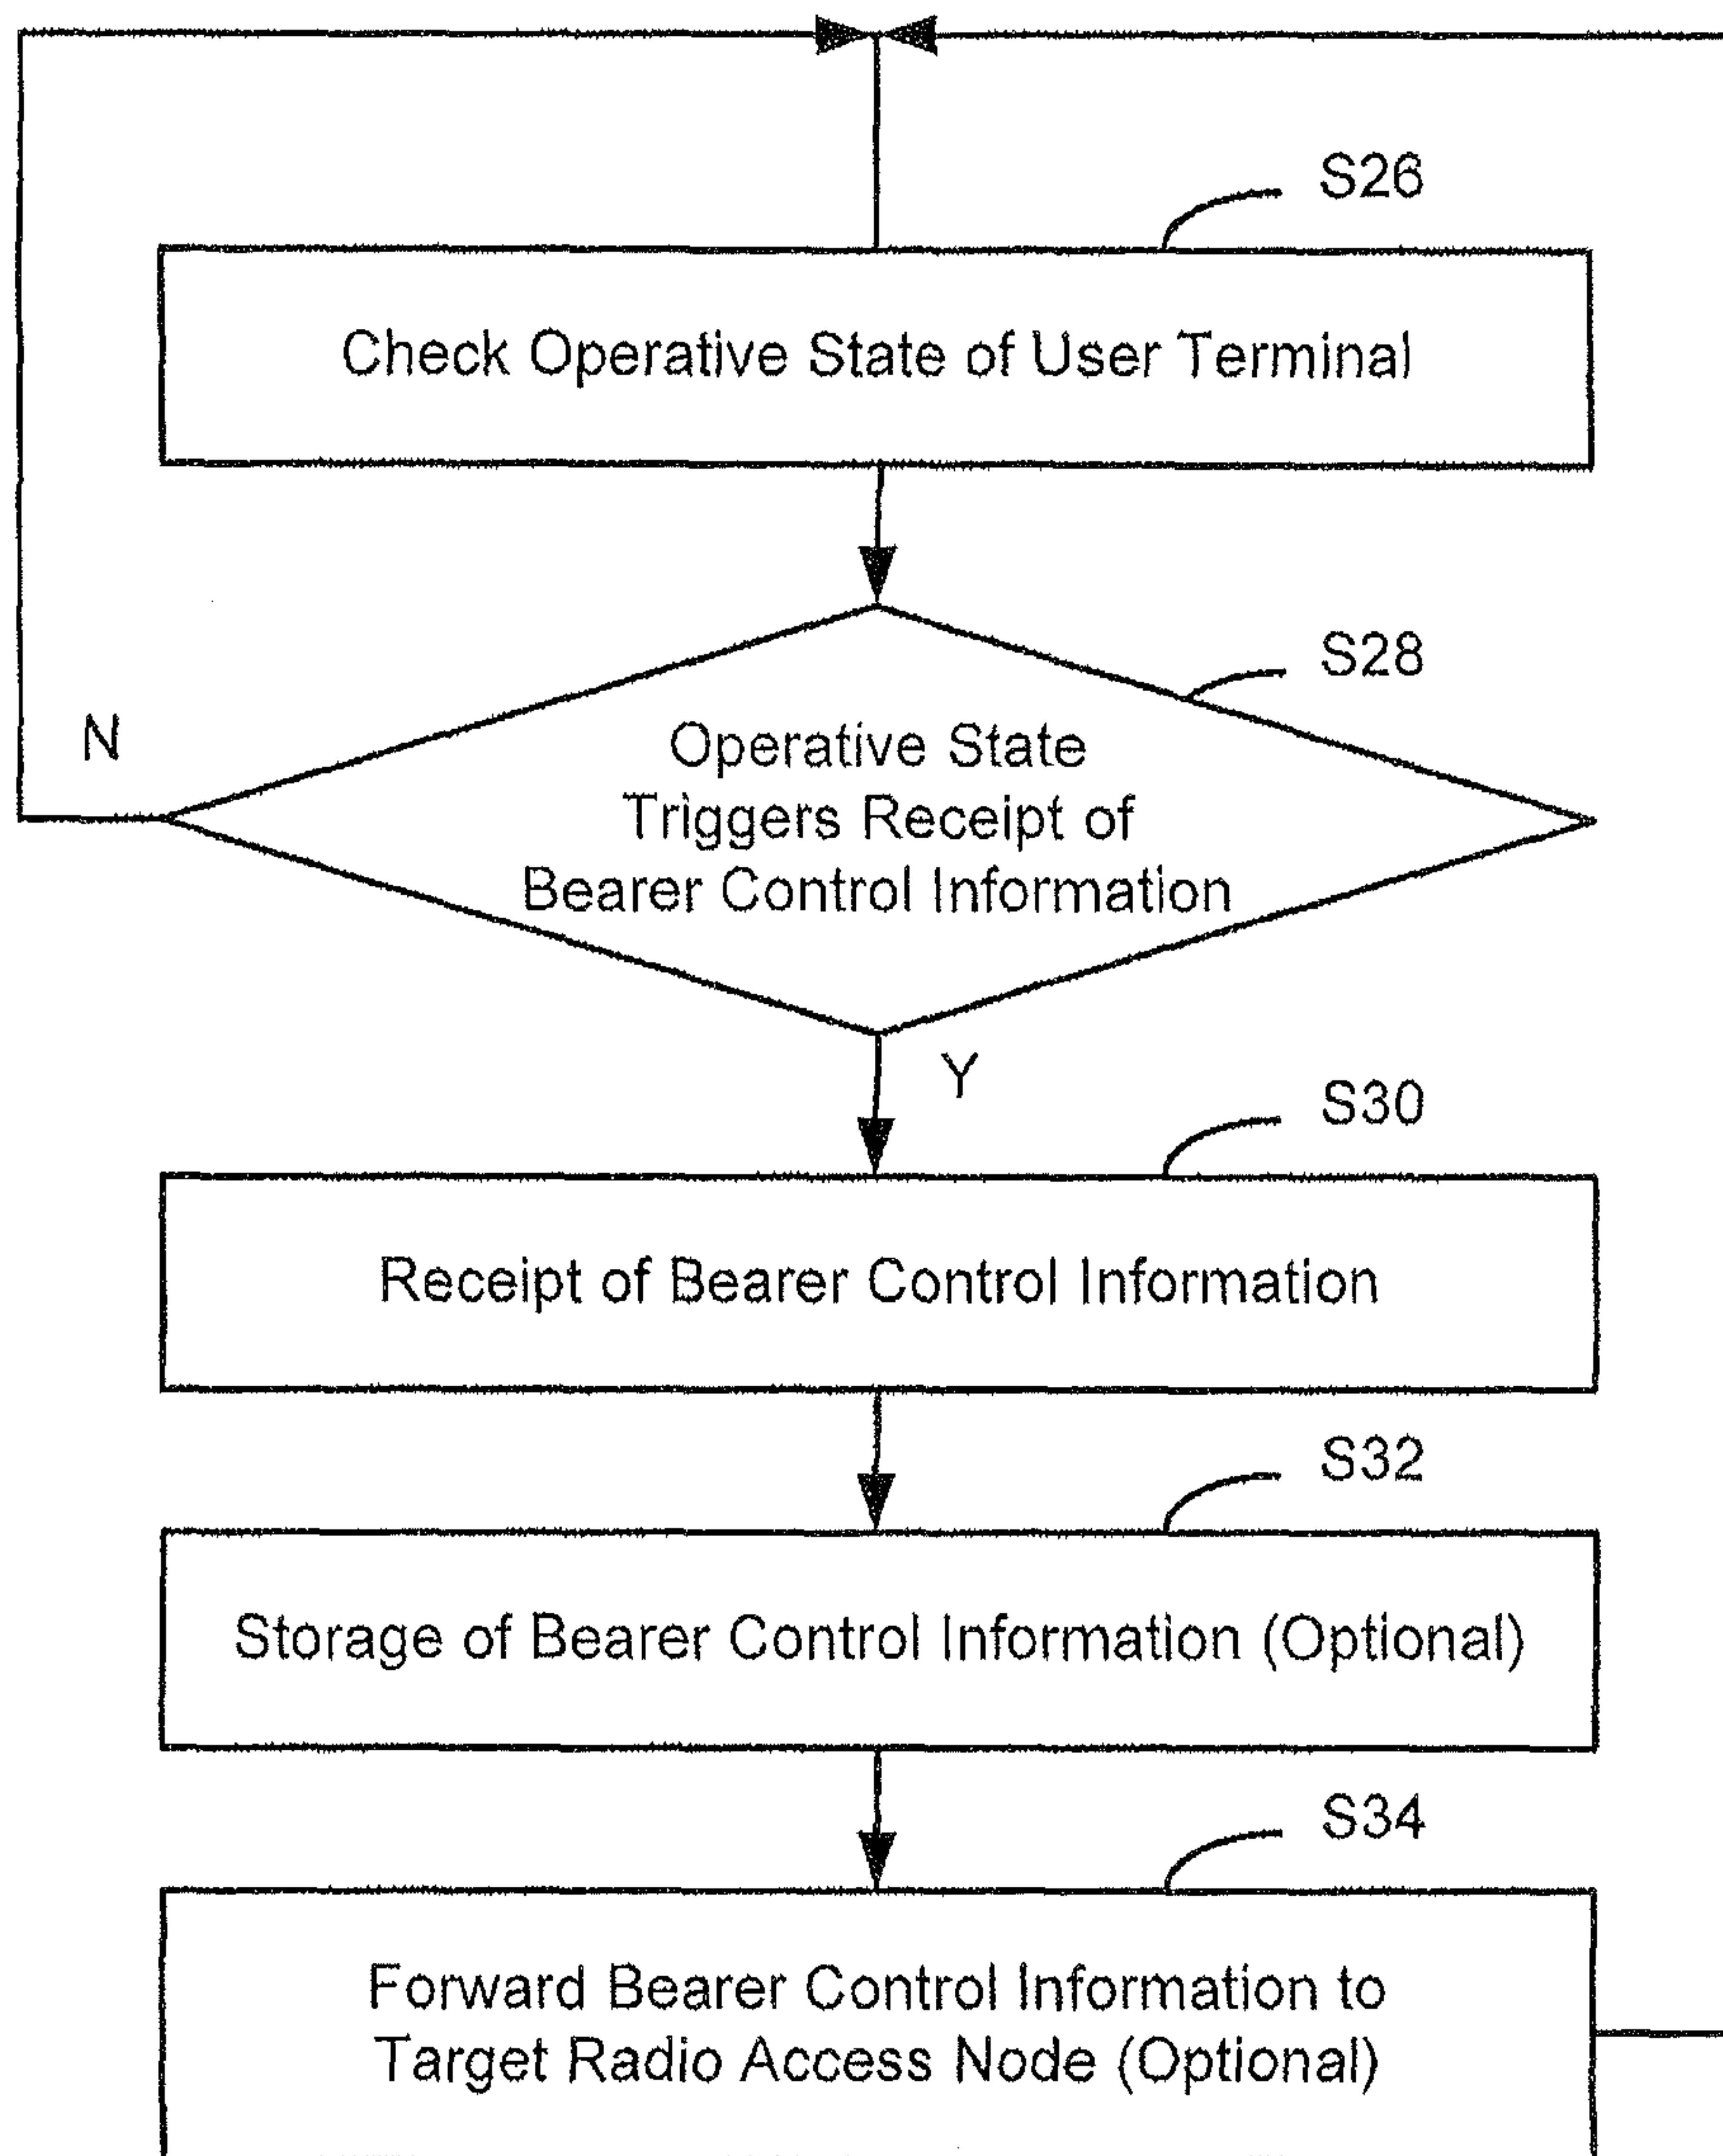 S26
Check Operative State of User Terminal
S28
N
Operative State
Triggers Receipt of
Bearer Control Information
Y
S30
Receipt of Bearer Control Information
S32
Storage of Bearer Control Information (Optional)
S34
Forward Bearer Control Information to
Target Radio Access Node (Optional)